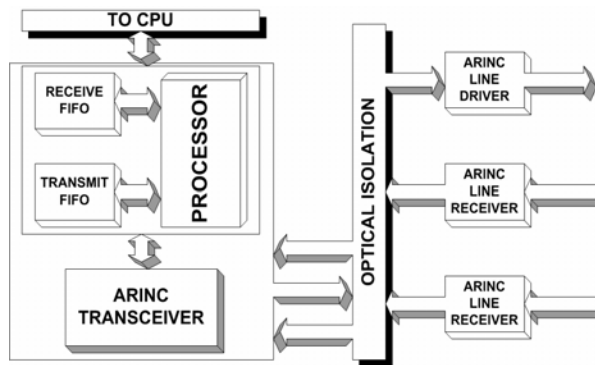 TO CPU
RECEIVE
FIFO
TRANSMIT
FIFO
PROCESSOR
ARINC
TRANSCEIVER
OPTICAL ISOLATION
ARINC
LINE
DRIVER
ARINC
LINE
RECEIVER
ARINC
LINE
RECEIVER